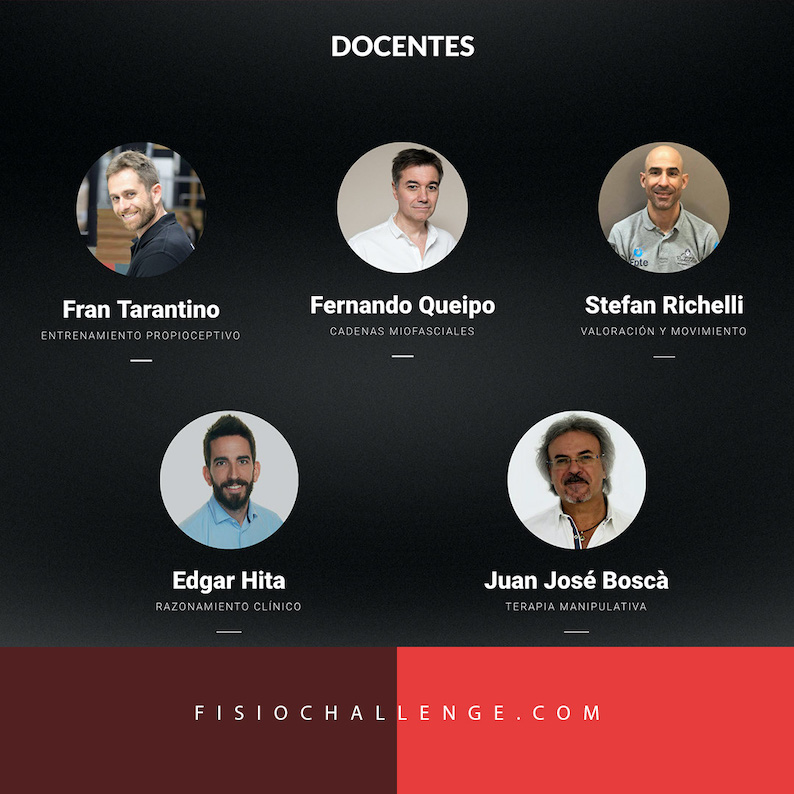 DOCENTES
Fran Tarantino
ENTRENAMIENTO PROPIOCEPTIVO
Fernando Queipo
CADENAS MIOFASCIALES
Stefan Richelli
VALORACIÓN Y MOVIMIENTO
Edgar Hita
RAZONAMIENTO CLÍNICO
Juan José Boscà
TERAPIA MANIPULATIVA
FISIOCHALLENGE.COM